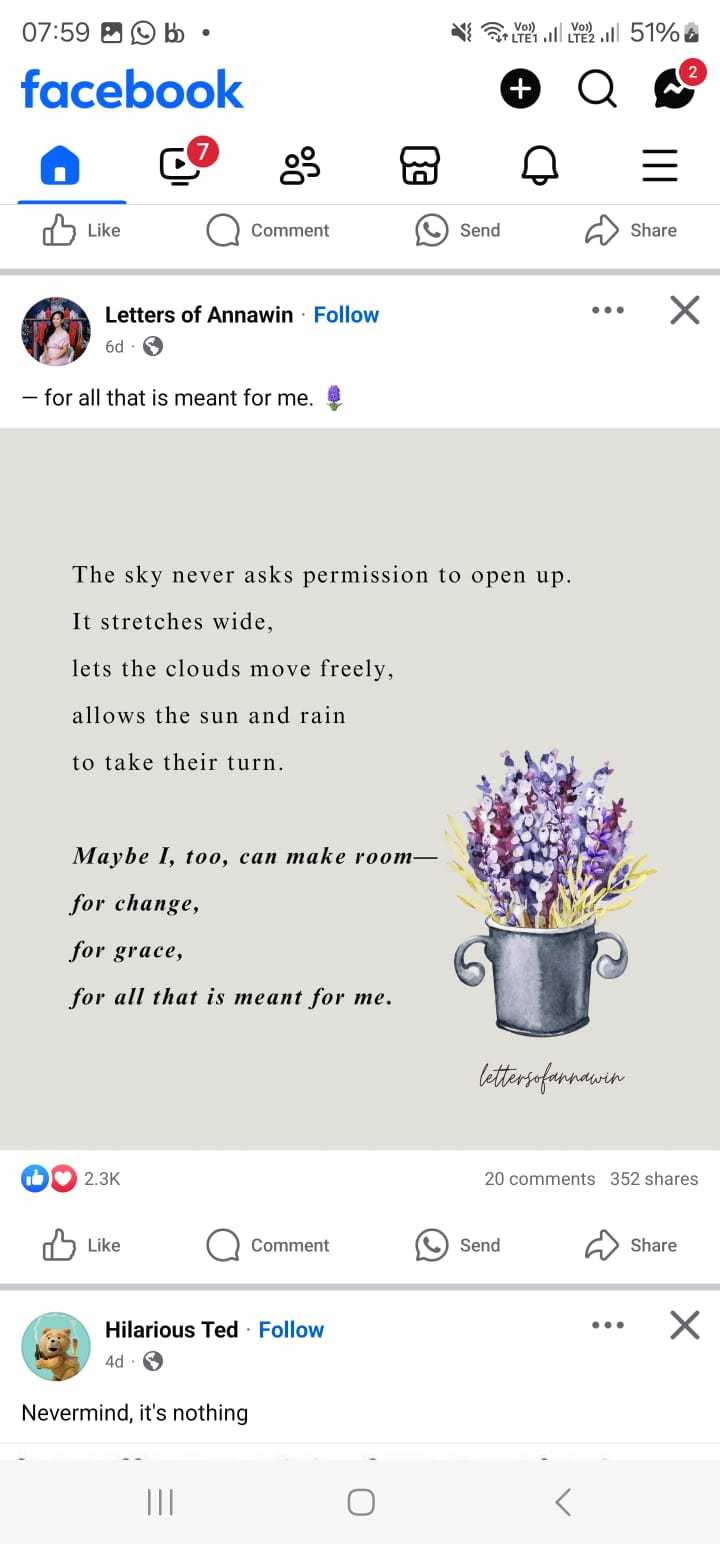 07:59
Vo)) LTE1 Vo)) LTE2 51%
facebook
2
7
Like Comment Send Share
Letters of Annawin · Follow
6d ·
— for all that is meant for me.
The sky never asks permission to open up.
It stretches wide,
lets the clouds move freely,
allows the sun and rain
to take their turn.
Maybe I, too, can make room—
for change,
for grace,
for all that is meant for me.
lettersofannawin
2.3K 20 comments 352 shares
Like Comment Send Share
Hilarious Ted · Follow
4d ·
Nevermind, it's nothing